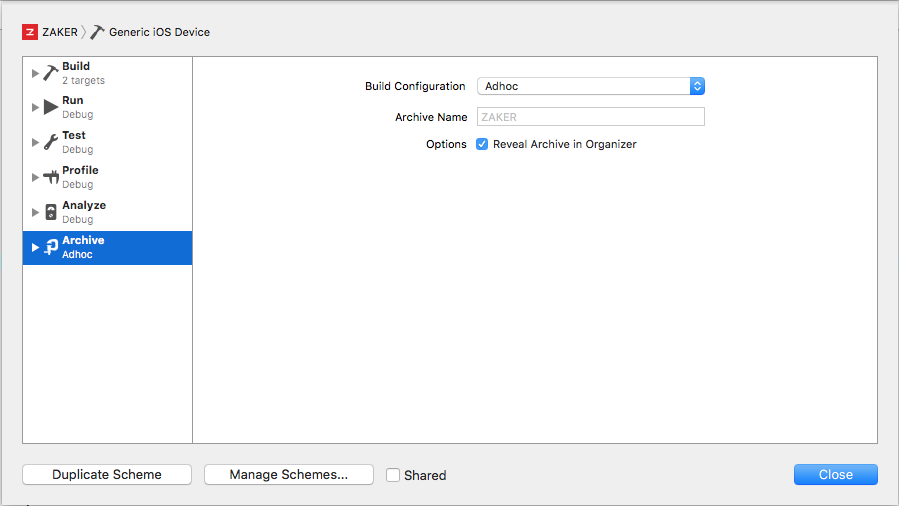 ZAKER Generic iOS Device
Build
2 targets
Run
Debug
Test
Debug
Profile
Debug
Analyze
Debug
Archive
Adhoc
Build Configuration Adhoc
Archive Name ZAKER
Options Reveal Archive in Organizer
Duplicate Scheme Manage Schemes... Shared Close